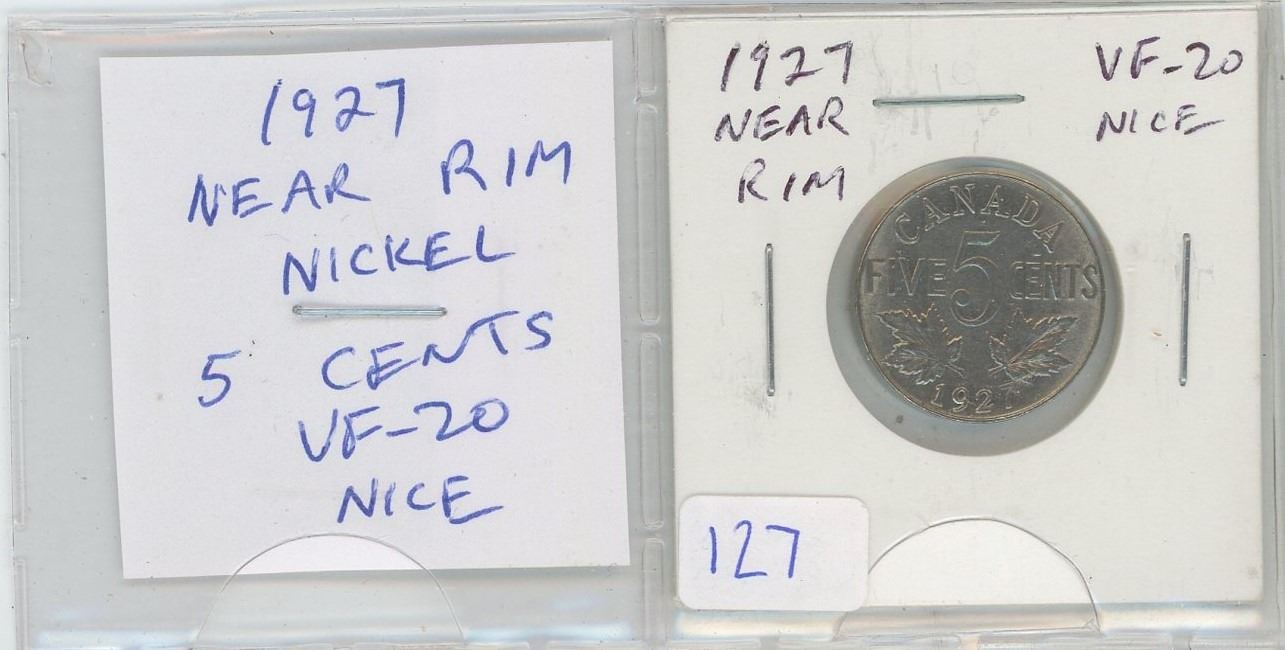 1927
NEAR RIM
NICKEL
5 CENTS
VF-20
NICE
1927
NEAR
RIM
VF-20
NICE
CANADA
5
FIVE CENTS
1927
127